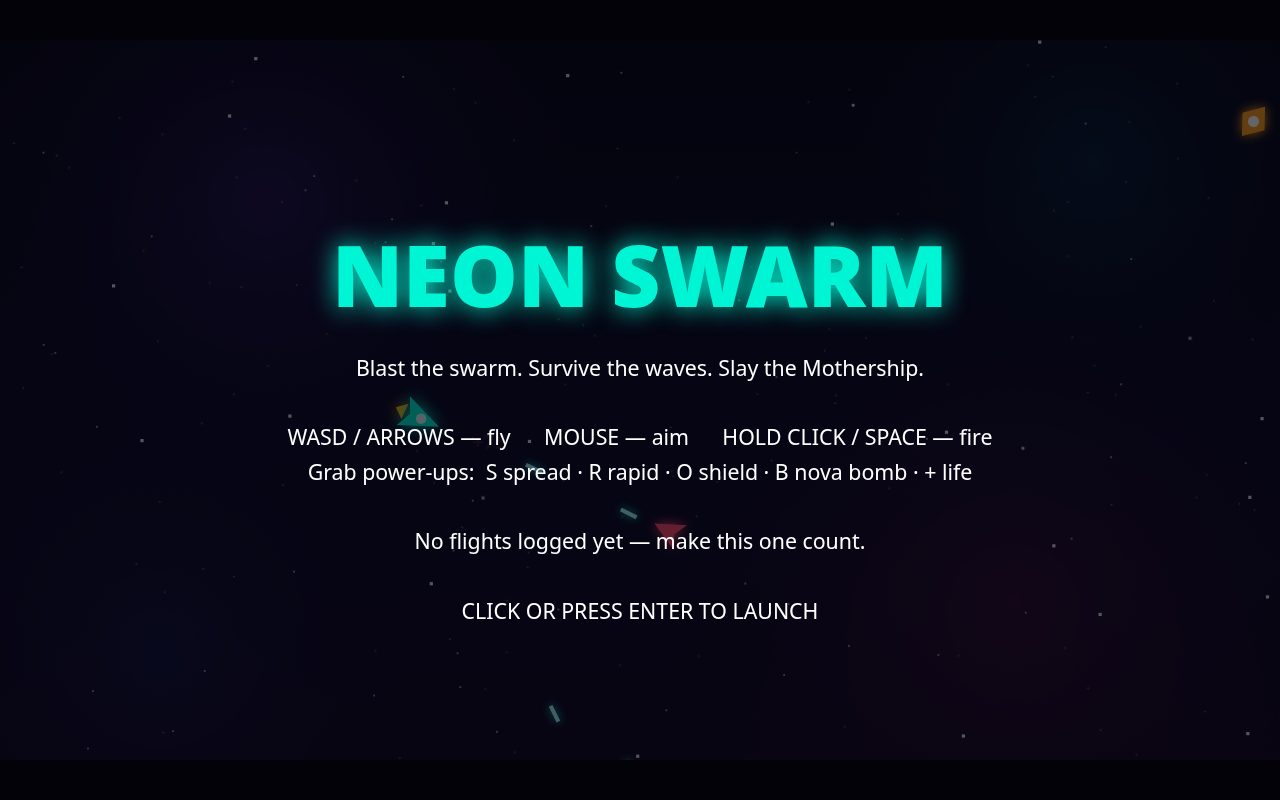 NEON SWARM
Blast the swarm. Survive the waves. Slay the Mothership.
WASD / ARROWS — fly MOUSE — aim HOLD CLICK / SPACE — fire
Grab power-ups: S spread · R rapid · O shield · B nova bomb · + life
No flights logged yet — make this one count.
CLICK OR PRESS ENTER TO LAUNCH